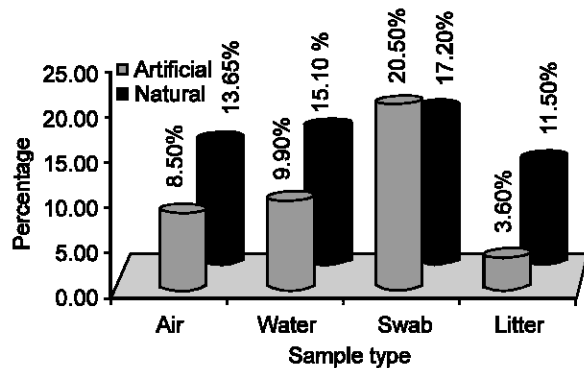 Percentage
25.00
20.00
15.00
10.00
5.00
0.00
Artificial
Natural
8.50%
13.65%
9.90%
15.10 %
20.50%
17.20%
3.60%
11.50%
Air
Water
Swab
Litter
Sample type